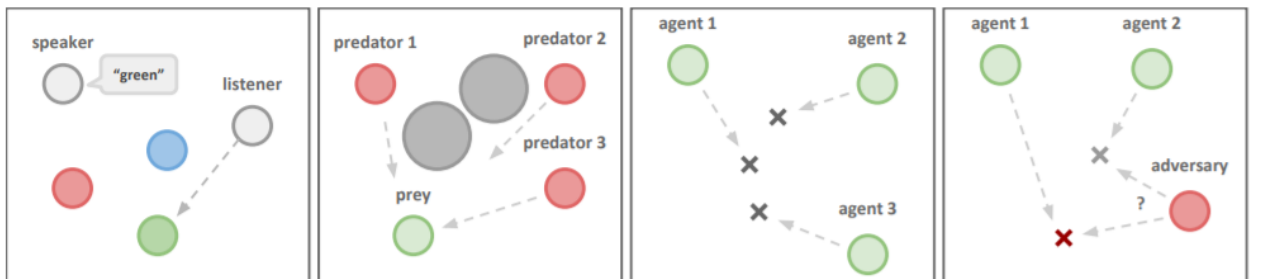 speaker
“green”
listener
predator 1
predator 2
predator 3
prey
agent 1
agent 2
agent 3
agent 1
agent 2
adversary
?